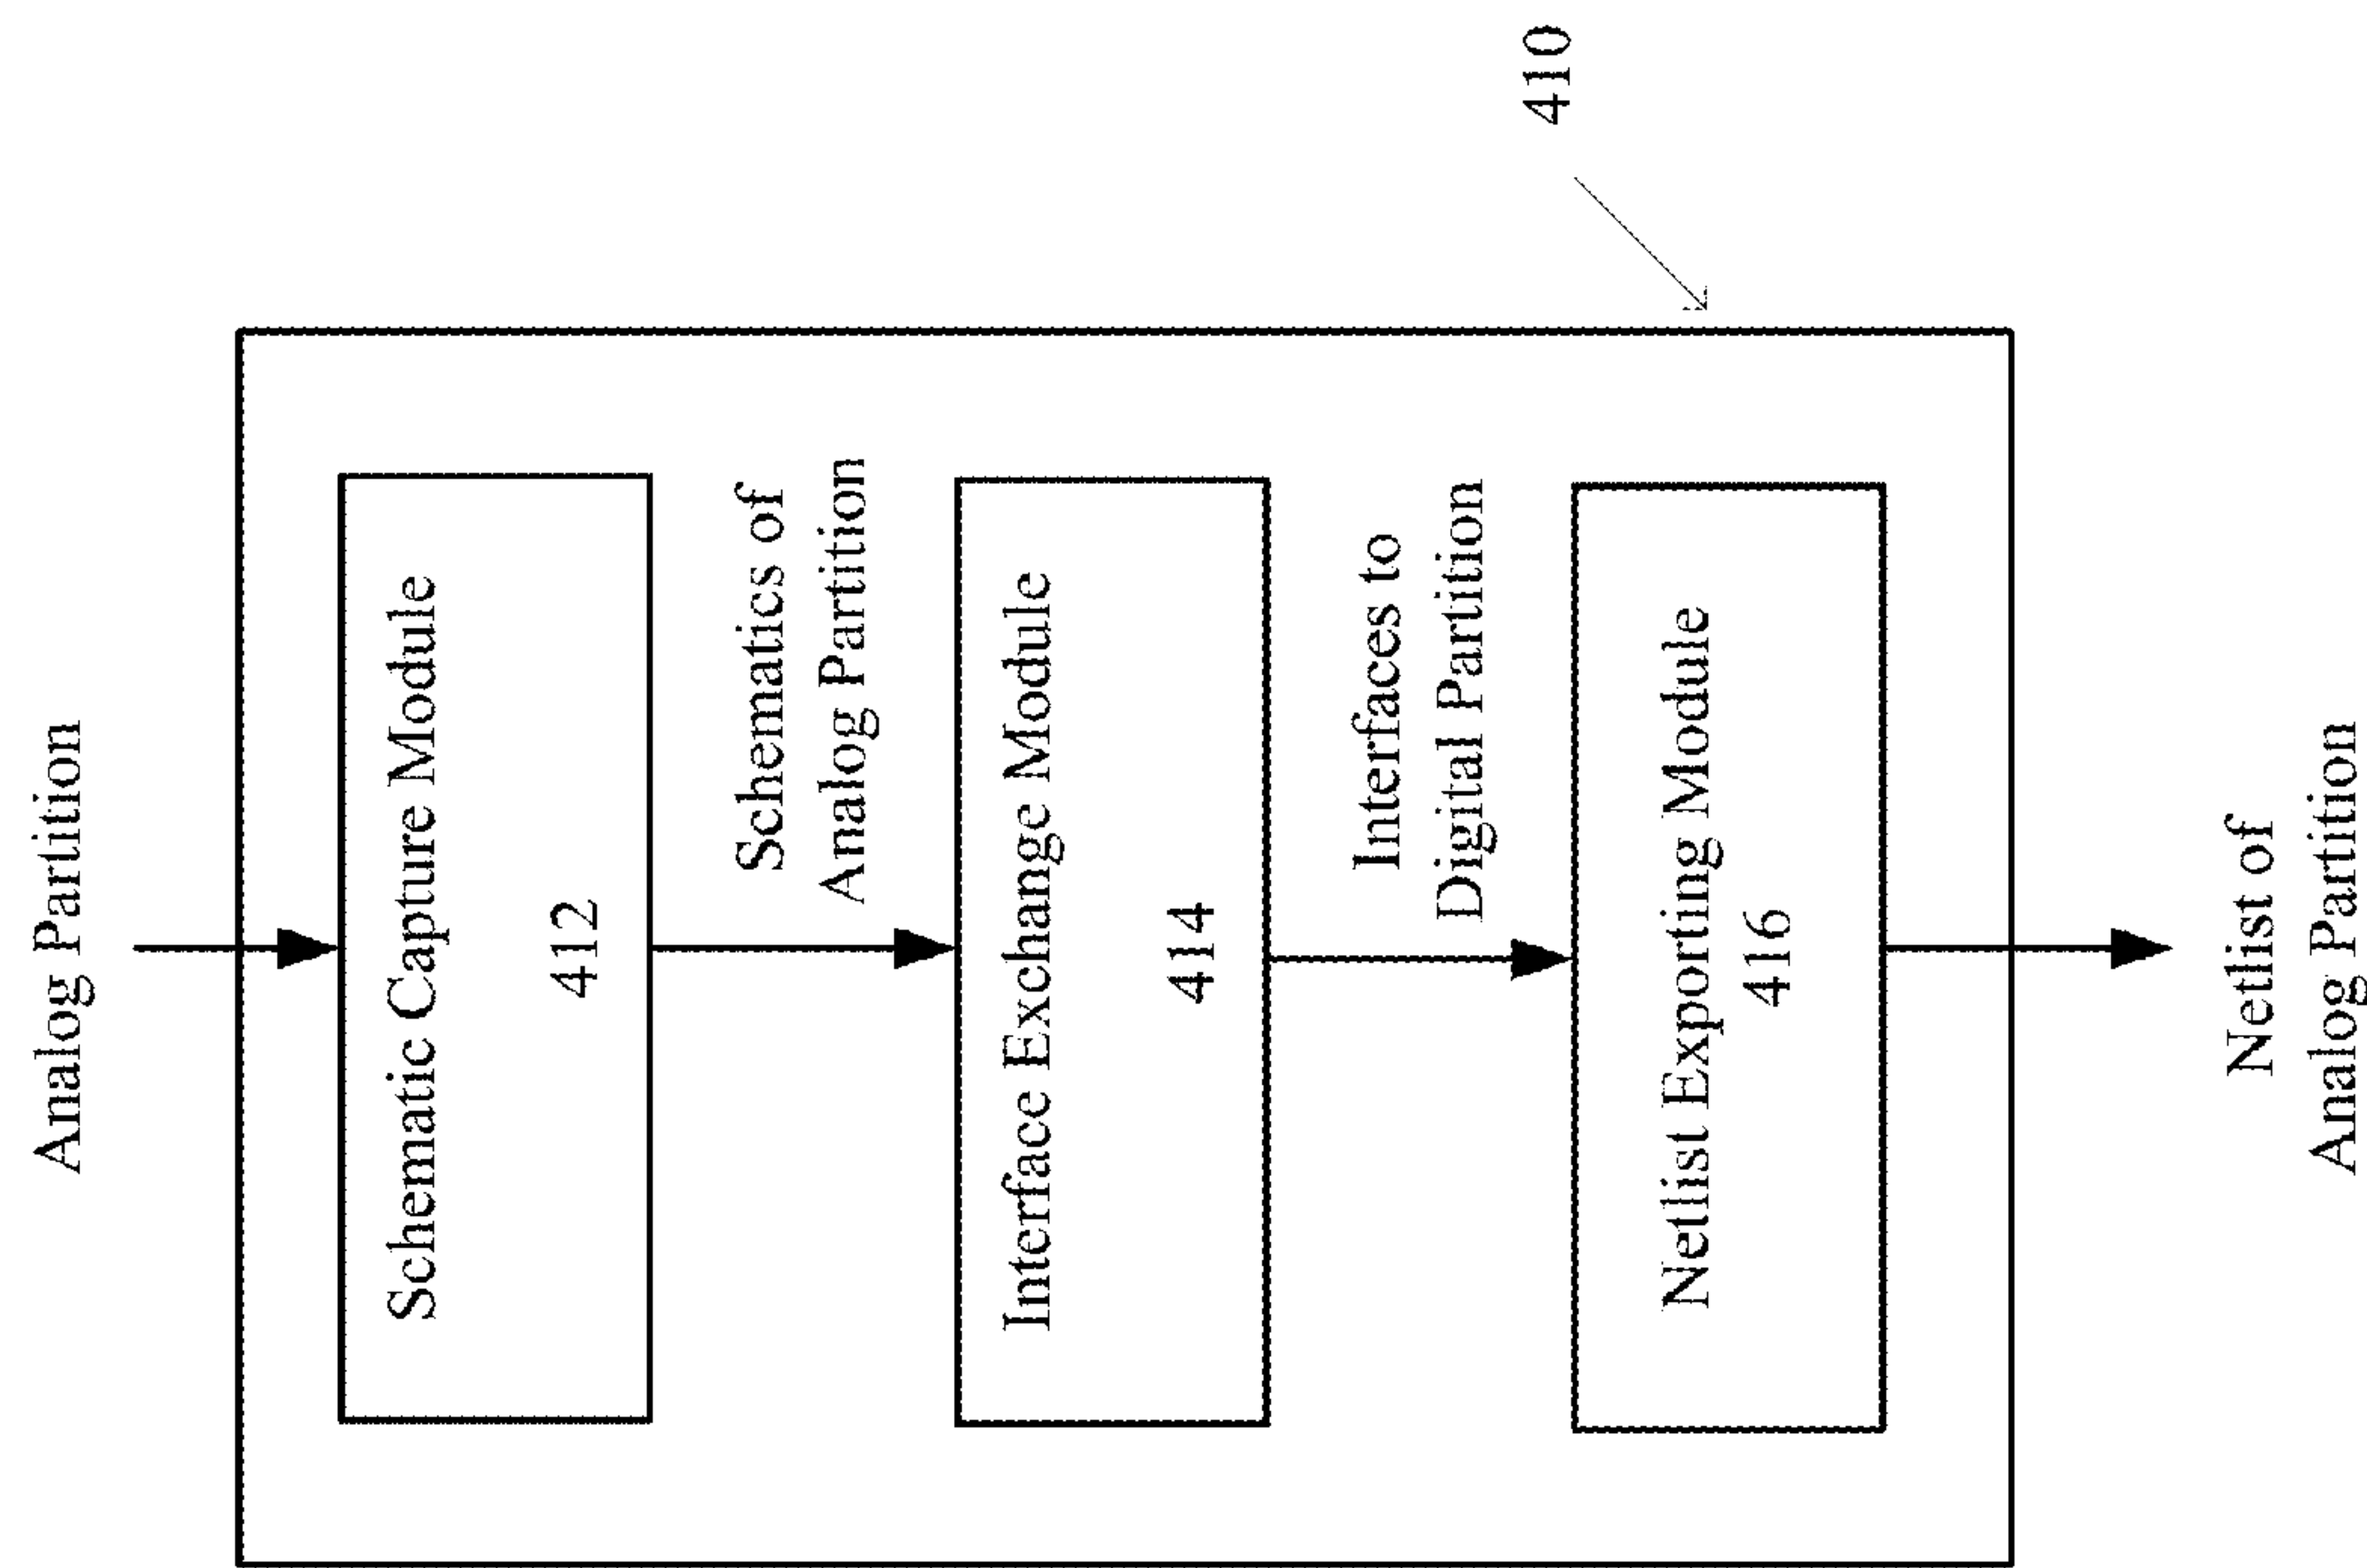 Analog Partition
410
Schematic Capture Module
412
Schematics of
Analog Partition
Interface Exchange Module
414
Interfaces to
Digital Partition
Netlist Exporting Module
416
Netlist of
Analog Partition